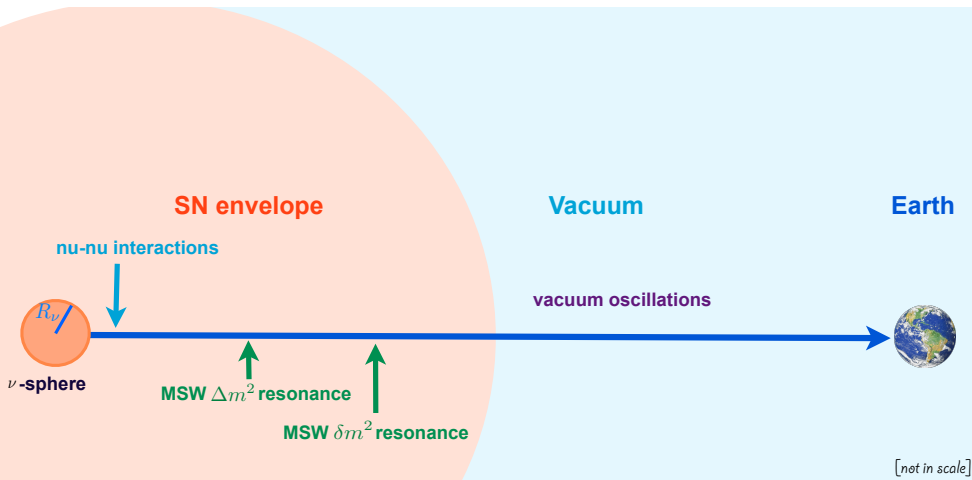 SN envelope
Vacuum
Earth
nu-nu interactions
vacuum oscillations
R_ν
ν-sphere
MSW Δm² resonance
MSW δm² resonance
[not in scale]